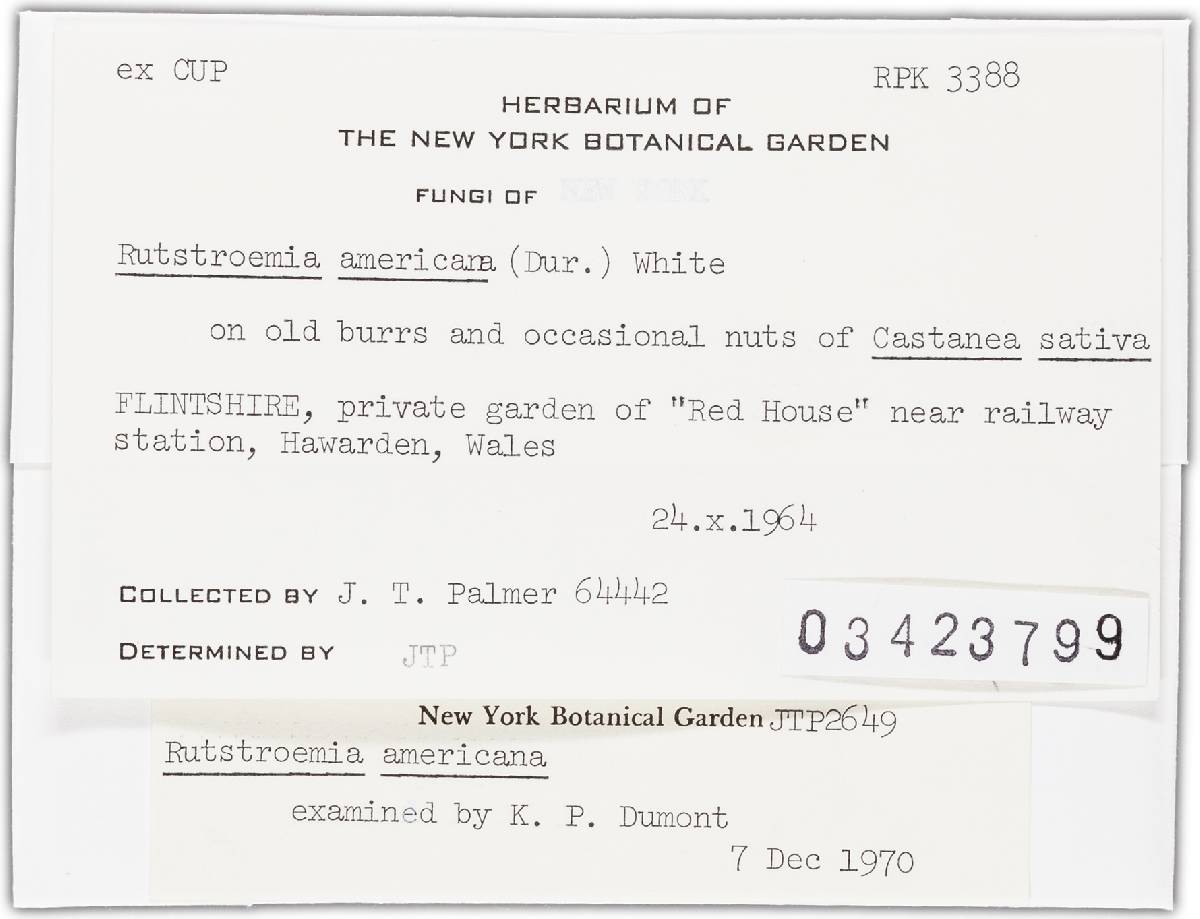 ex CUP
RPK 3388
HERBARIUM OF
THE NEW YORK BOTANICAL GARDEN
FUNGI OF NEW YORK
Rutstroemia americana (Dur.) White
on old burrs and occasional nuts of Castanea sativa
FLINTSHIRE, private garden of "Red House" near railway
station, Hawarden, Wales
24.x.1964
COLLECTED BY J. T. Palmer 64442
DETERMINED BY JTP
03423799
New York Botanical Garden JTP2649
Rutstroemia americana
examined by K. P. Dumont
7 Dec 1970